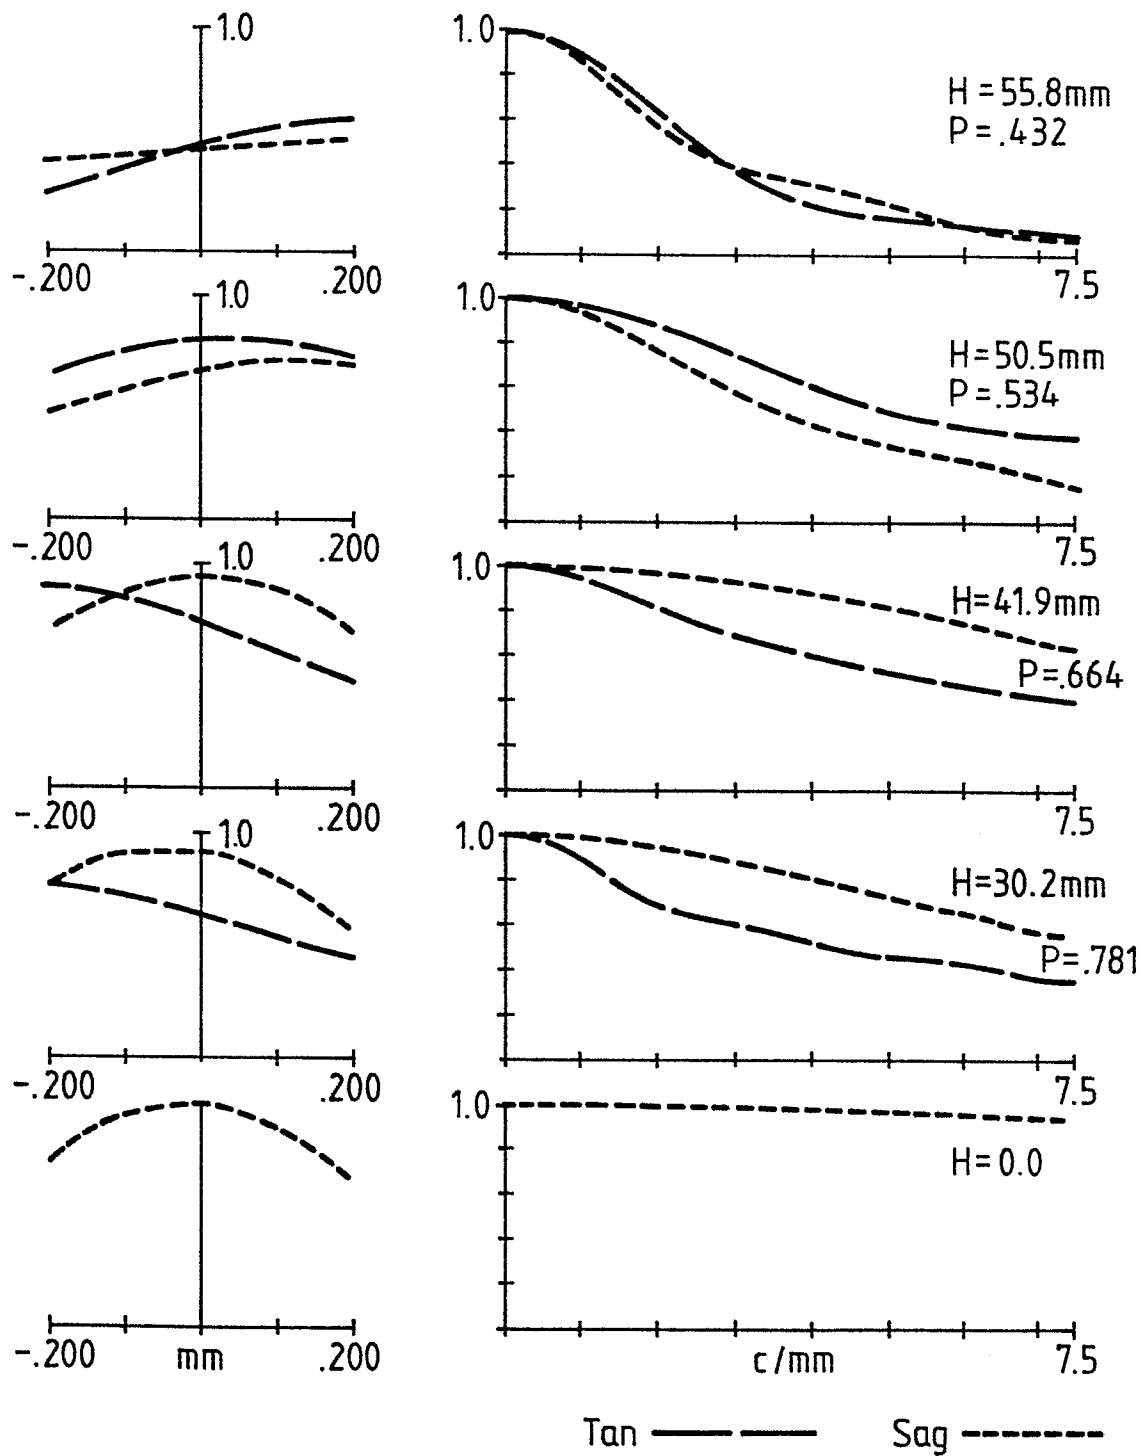 1.0
-.200 .200
1.0
H = 55.8mm
P = .432
7.5
1.0
-.200 .200
1.0
H = 50.5mm
P = .534
7.5
1.0
-.200 .200
1.0
H=41.9mm
P=.664
7.5
1.0
-.200 .200
1.0
H=30.2mm
P=.781
7.5
-.200 mm .200
1.0
H= 0.0
c/mm 7.5
Tan Sag